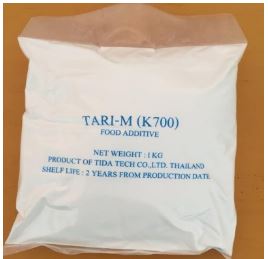 TARI-M (K700)
FOOD ADDITIVE
NET WEIGHT : 1 KG
PRODUCT OF TIDA TECH CO.,LTD. THAILAND
SHELF LIFE : 2 YEARS FROM PRODUCTION DATE